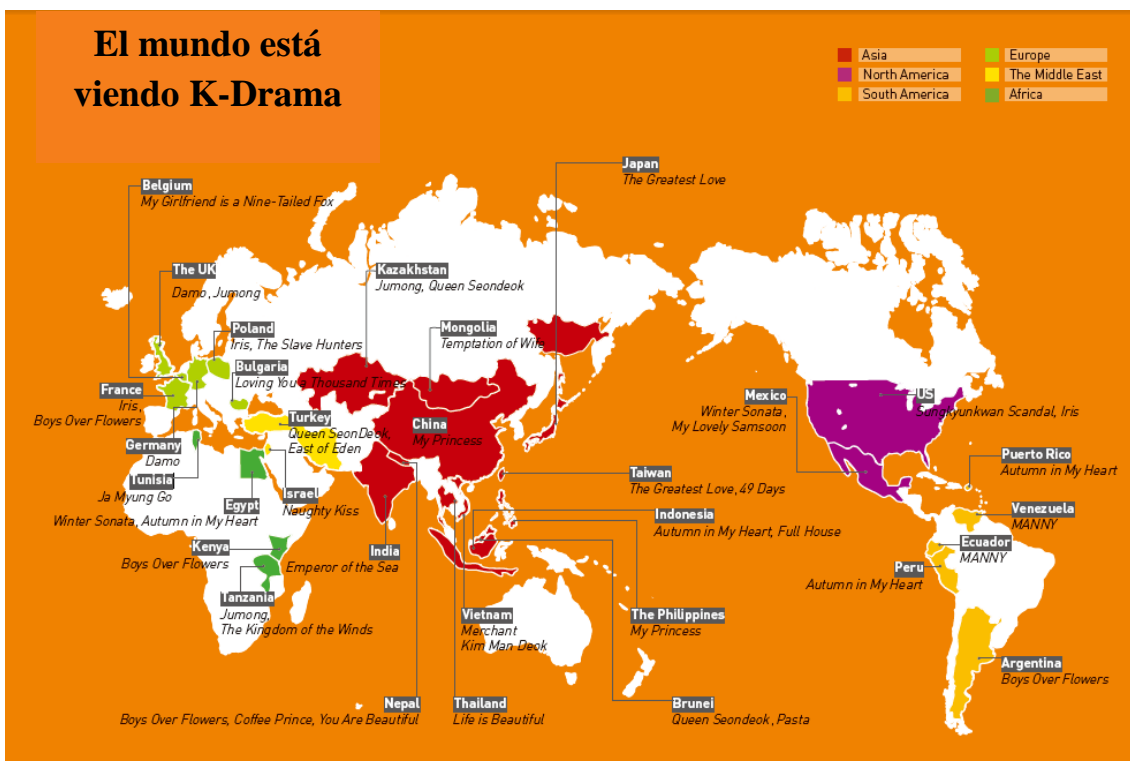 El mundo está
viendo K-Drama
Asia
North America
South America
Europe
The Middle East
Africa
Japan
The Greatest Love
Belgium
My Girlfriend is a Nine-Tailed Fox
The UK
Damo, Jumong
Kazakhstan
Jumong, Queen Seondeok
Poland
Iris, The Slave Hunters
Mongolia
Temptation of Wife
Bulgaria
Loving You a Thousand Times
France
Iris,
Boys Over Flowers
Turkey
Queen SeonDeok,
East of Eden
China
My Princess
Germany
Damo
Tunisia
Ja Myung Go
Israel
Naughty Kiss
Egypt
Winter Sonata, Autumn in My Heart
Kenya
Boys Over Flowers
India
Emperor of the Sea
Tanzania
Jumong,
The Kingdom of the Winds
Taiwan
The Greatest Love, 49 Days
Indonesia
Autumn in My Heart, Full House
Vietnam
Merchant
Kim Man Deok
The Philippines
My Princess
Nepal
Boys Over Flowers, Coffee Prince, You Are Beautiful
Thailand
Life is Beautiful
Brunei
Queen Seondeok, Pasta
Mexico
Winter Sonata,
My Lovely Samsoon
US
Sungkyunkwan Scandal, Iris
Puerto Rico
Autumn in My Heart
Venezuela
MANNY
Ecuador
MANNY
Peru
Autumn in My Heart
Argentina
Boys Over Flowers